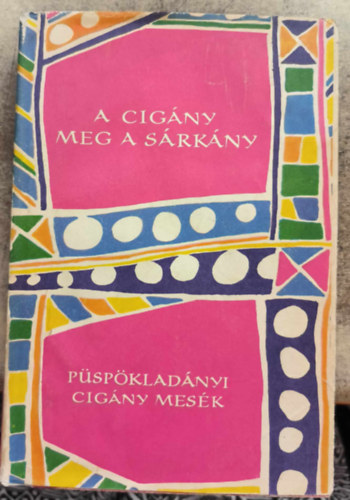 A CIGÁNY
MEG A SÁRKÁNY
PÜSPÖKLADÁNYI
CIGÁNY MESÉK